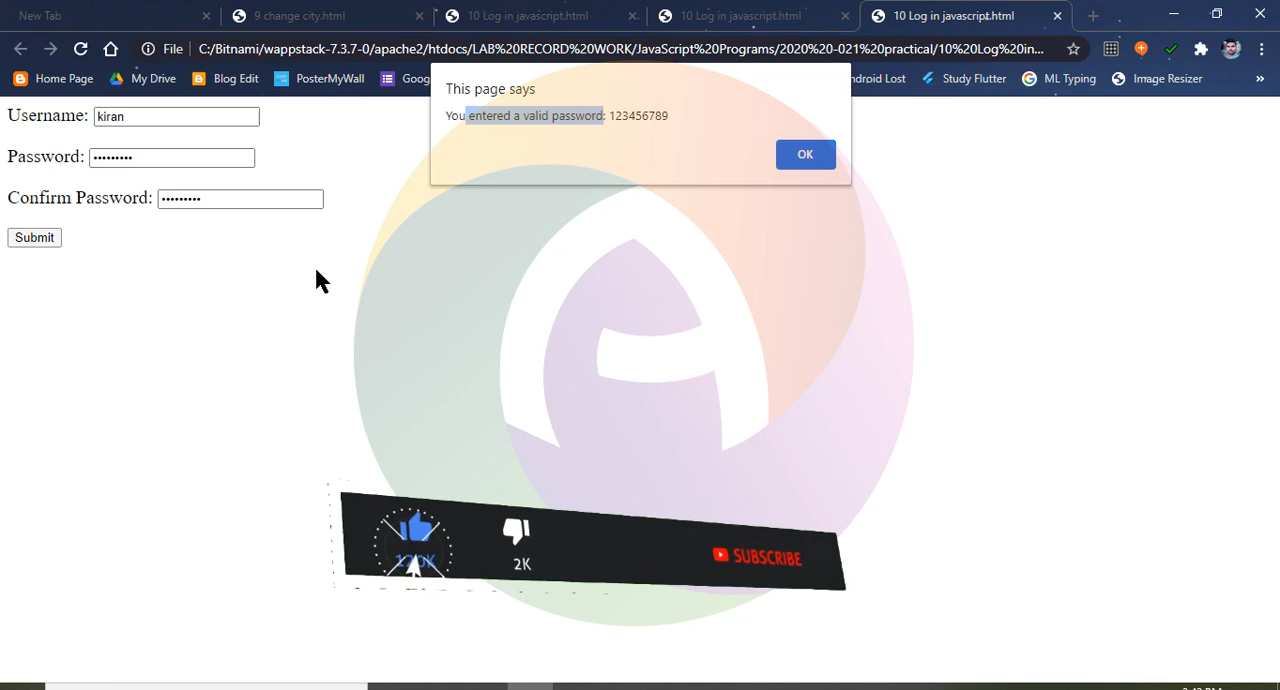 New Tab
9 change city.html
10 Log in javascript.html
10 Log in javascript.html
10 Log in javascript.html
File
C:/Bitnami/wappstack-7.3.7-0/apache2/htdocs/LAB%20RECORD%20WORK/JavaScript%20Programs/2020%20-021%20practical/10%20Log%20in...
Home Page
My Drive
Blog Edit
PosterMyWall
Goog
ndroid Lost
Study Flutter
ML Typing
Image Resizer
»
This page says
You entered a valid password: 123456789
OK
Username: kiran
Password: •••••••••
Confirm Password: •••••••••
Submit
2K
SUBSCRIBE